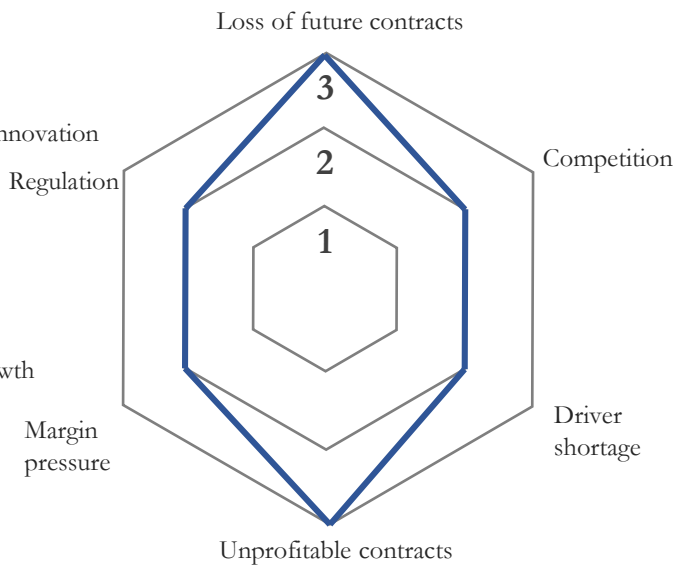 Loss of future contracts
3
nnovation
2
Competition
Regulation
1
wth
Margin
pressure
Driver
shortage
Unprofitable contracts